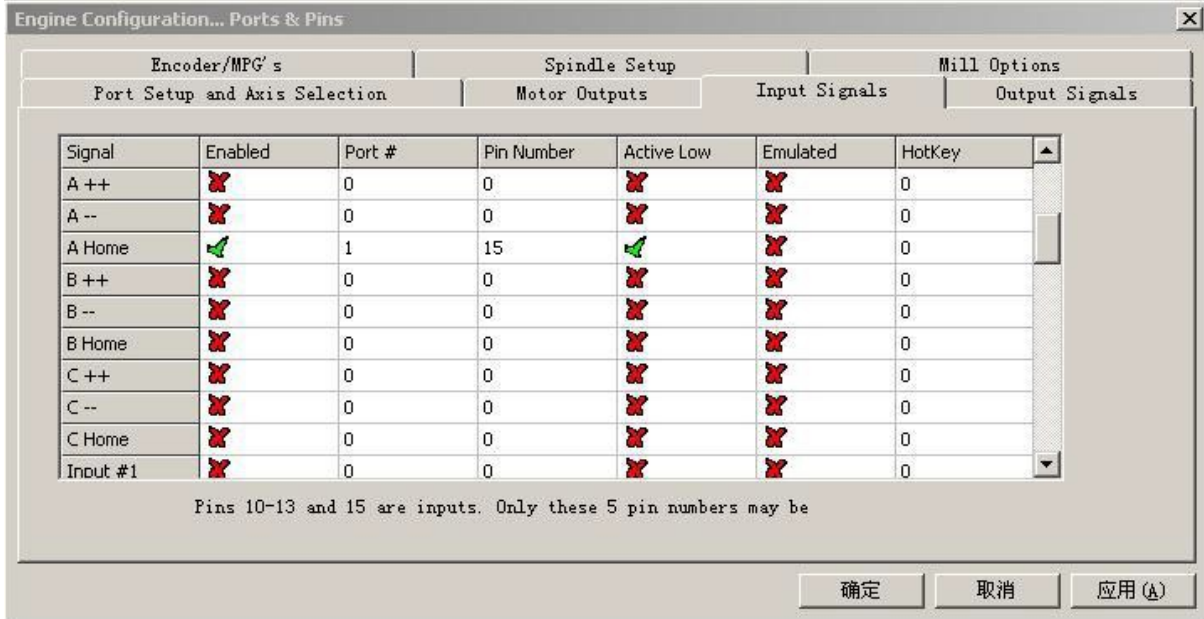 Engine Configuration... Ports & Pins
Encoder/MPG's Spindle Setup Mill Options
Port Setup and Axis Selection Motor Outputs Input Signals Output Signals
Signal Enabled Port # Pin Number Active Low Emulated HotKey
A ++ 0 0 0
A -- 0 0 0
A Home 1 15 0
B ++ 0 0 0
B -- 0 0 0
B Home 0 0 0
C ++ 0 0 0
C -- 0 0 0
C Home 0 0 0
Input #1 0 0 0
Pins 10-13 and 15 are inputs. Only these 5 pin numbers may be
确定 取消 应用(A)